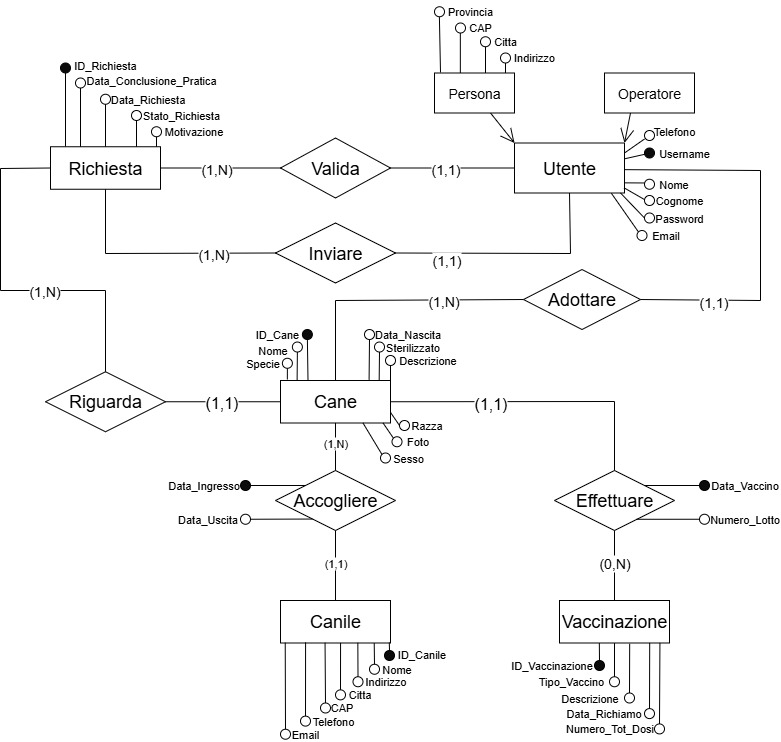 Provincia
CAP
Citta
Indirizzo
Persona
Operatore
ID_Richiesta
Data_Conclusione_Pratica
Data_Richiesta
Stato_Richiesta
Motivazione
Telefono
Username
Richiesta
(1,N)
Valida
(1,1)
Utente
Nome
Cognome
Password
Email
(1,N)
Inviare
(1,1)
(1,N)
(1,N)
Adottare
(1,1)
ID_Cane
Nome
Specie
Data_Nascita
Sterilizzato
Descrizione
Riguarda
(1,1)
Cane
(1,1)
Razza
Foto
Sesso
(1,N)
Data_Ingresso
Data_Uscita
Accogliere
Effettuare
Data_Vaccino
Numero_Lotto
(1,1)
(0,N)
Canile
Vaccinazione
ID_Canile
Nome
Indirizzo
Citta
CAP
Telefono
Email
ID_Vaccinazione
Tipo_Vaccino
Descrizione
Data_Richiamo
Numero_Tot_Dosi